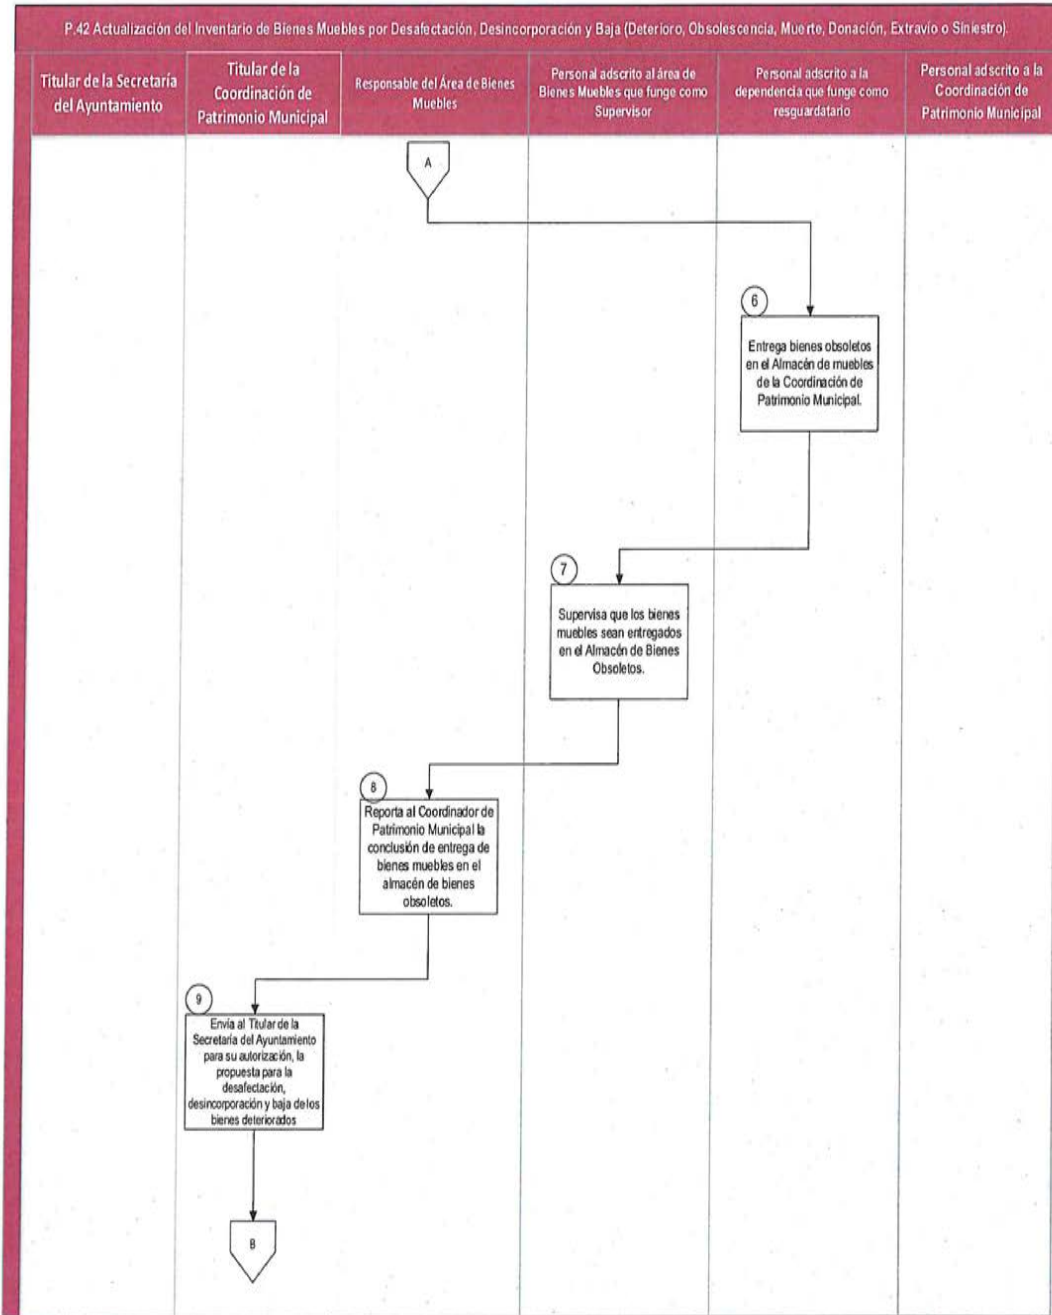 P.42 Actualización del Inventario de Bienes Muebles por Desafectación, Desincorporación y Baja (Deterioro, Obsolescencia, Muerte, Donación, Extravío o Siniestro).
Titular de la Secretaría
del Ayuntamiento
Titular de la
Coordinación de
Patrimonio Municipal
Responsable del Área de Bienes
Muebles
Personal adscrito al área de
Bienes Muebles que funge como
Supervisor
Personal adscrito a la
dependencia que funge como
resguardatario
Personal adscrito a la
Coordinación de
Patrimonio Municipal
A
6
Entrega bienes obsoletos
en el Almacén de muebles
de la Coordinación de
Patrimonio Municipal.
7
Supervisa que los bienes
muebles sean entregados
en el Almacén de Bienes
Obsoletos.
8
Reporta al Coordinador de
Patrimonio Municipal la
conclusión de entrega de
bienes muebles en el
almacén de bienes
obsoletos.
9
Envía al Titular de la
Secretaría del Ayuntamiento
para su autorización, la
propuesta para la
desafectación,
desincorporación y baja de los
bienes deteriorados
B